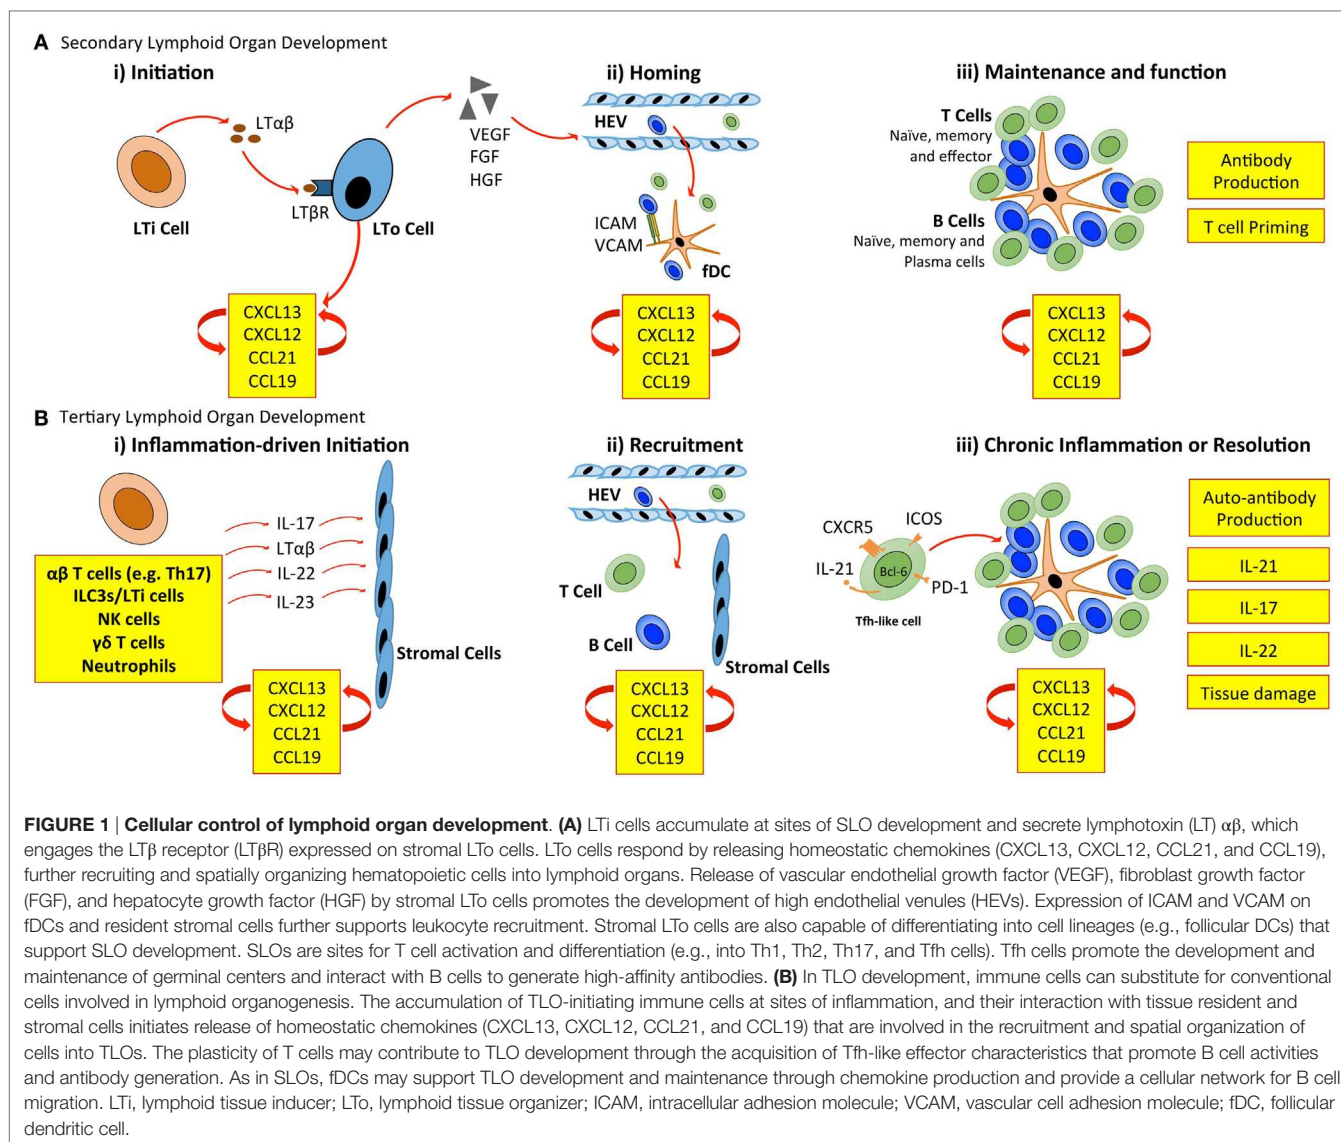 A Secondary Lymphoid Organ Development
i) Initiation
LTαβ
LTi Cell
LTβR
LTo Cell
VEGF
FGF
HGF
CXCL13
CXCL12
CCL21
CCL19
ii) Homing
HEV
ICAM
VCAM
fDC
CXCL13
CXCL12
CCL21
CCL19
iii) Maintenance and function
T Cells
Naïve, memory
and effector
B Cells
Naïve, memory and
Plasma cells
Antibody
Production
T cell Priming
CXCL13
CXCL12
CCL21
CCL19
B Tertiary Lymphoid Organ Development
i) Inflammation-driven Initiation
αβ T cells (e.g. Th17)
ILC3s/LTi cells
NK cells
γδ T cells
Neutrophils
IL-17
LTαβ
IL-22
IL-23
Stromal Cells
CXCL13
CXCL12
CCL21
CCL19
ii) Recruitment
HEV
T Cell
B Cell
Stromal Cells
CXCL13
CXCL12
CCL21
CCL19
iii) Chronic Inflammation or Resolution
CXCR5
ICOS
IL-21
Bcl-6
PD-1
Tfh-like cell
Auto-antibody
Production
IL-21
IL-17
IL-22
Tissue damage
CXCL13
CXCL12
CCL21
CCL19
FIGURE 1 | Cellular control of lymphoid organ development. (A) LTi cells accumulate at sites of SLO development and secrete lymphotoxin (LT) αβ, which
engages the LTβ receptor (LTβR) expressed on stromal LTo cells. LTo cells respond by releasing homeostatic chemokines (CXCL13, CXCL12, CCL21, and CCL19),
further recruiting and spatially organizing hematopoietic cells into lymphoid organs. Release of vascular endothelial growth factor (VEGF), fibroblast growth factor
(FGF), and hepatocyte growth factor (HGF) by stromal LTo cells promotes the development of high endothelial venules (HEVs). Expression of ICAM and VCAM on
fDCs and resident stromal cells further supports leukocyte recruitment. Stromal LTo cells are also capable of differentiating into cell lineages (e.g., follicular DCs) that
support SLO development. SLOs are sites for T cell activation and differentiation (e.g., into Th1, Th2, Th17, and Tfh cells). Tfh cells promote the development and
maintenance of germinal centers and interact with B cells to generate high-affinity antibodies. (B) In TLO development, immune cells can substitute for conventional
cells involved in lymphoid organogenesis. The accumulation of TLO-initiating immune cells at sites of inflammation, and their interaction with tissue resident and
stromal cells initiates release of homeostatic chemokines (CXCL13, CXCL12, CCL21, and CCL19) that are involved in the recruitment and spatial organization of
cells into TLOs. The plasticity of T cells may contribute to TLO development through the acquisition of Tfh-like effector characteristics that promote B cell activities
and antibody generation. As in SLOs, fDCs may support TLO development and maintenance through chemokine production and provide a cellular network for B cell
migration. LTi, lymphoid tissue inducer; LTo, lymphoid tissue organizer; ICAM, intracellular adhesion molecule; VCAM, vascular cell adhesion molecule; fDC, follicular
dendritic cell.